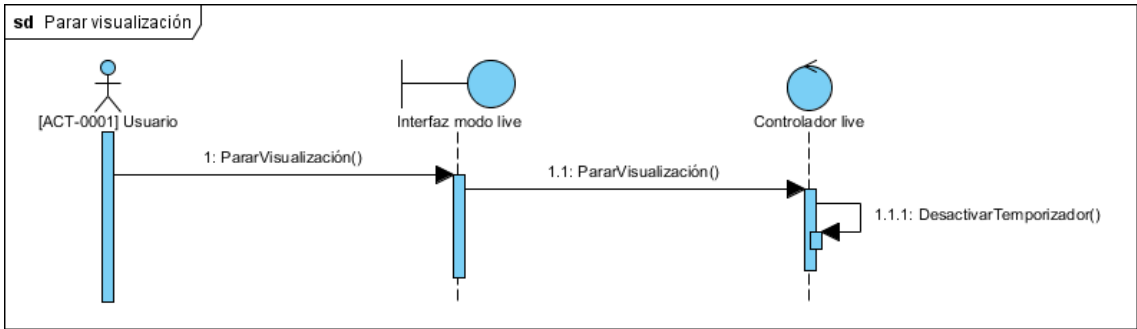 sd Parar visualización
[ACT-0001] Usuario
Interfaz modo live
Controlador live
1: PararVisualización()
1.1: PararVisualización()
1.1.1: DesactivarTemporizador()